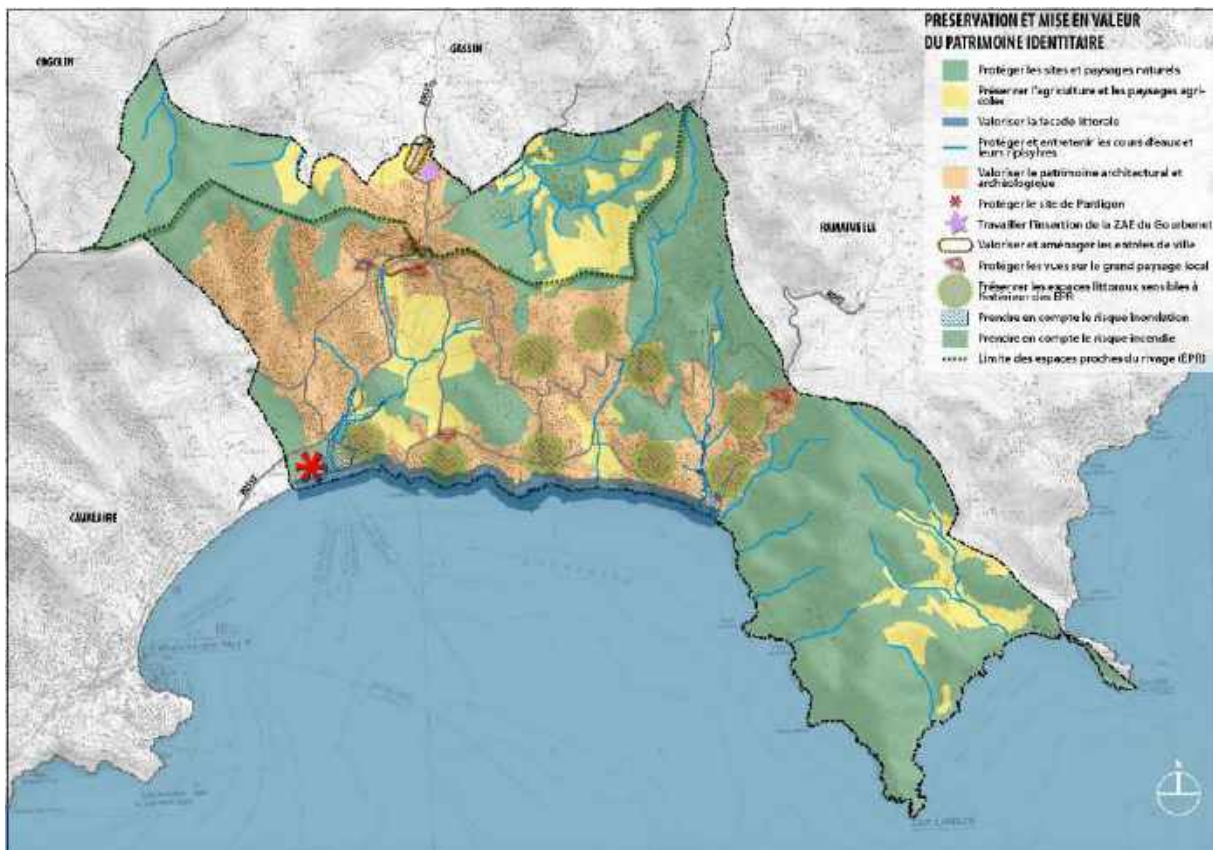 PRESERVATION ET MISE EN VALEUR
DU PATRIMOINE IDENTITAIRE
Protéger les sites et paysages naturels
Préserver l'agriculture et les paysages agri-
coles
Valoriser la façade littorale
Protéger et entretenir les cours d'eaux et
leurs ripisylves
Valoriser le patrimoine architectural et
archéologique
Protéger le site de Pardigon
Travailler l'insertion de la ZAE du Gourbenet
Valoriser et aménager les entrées de ville
Protéger les vues sur le grand paysage local
Préserver les espaces littoraux sensibles à
l'intérieur des EPR
Prendre en compte le risque inondation
Prendre en compte le risque incendie
Limite des espaces proches du rivage (EPR)
COGOLIN
GASSIN
RAMATUELLE
CAVALAIRE